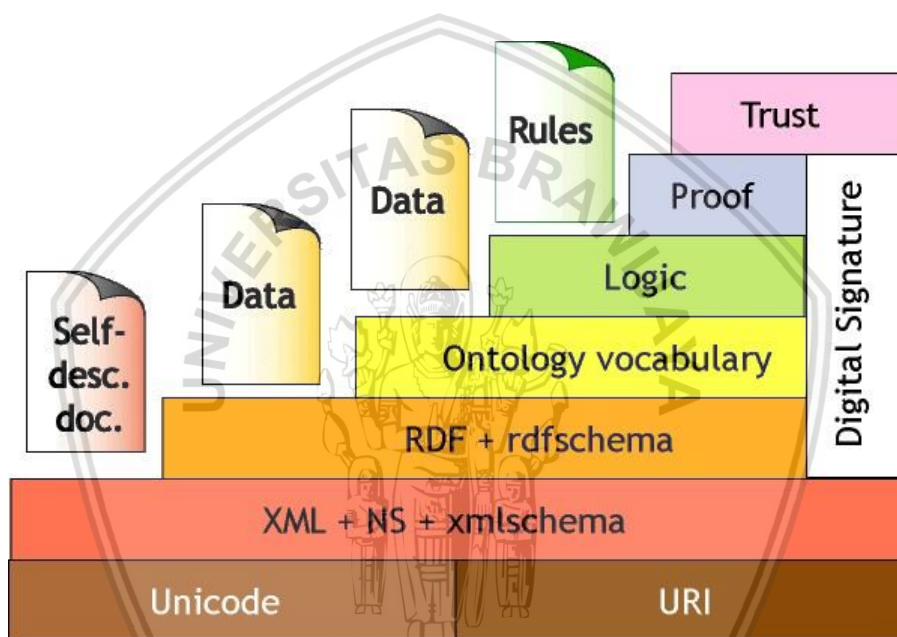 Trust
Rules
Proof
Data
Logic
Data
Self-
desc.
doc.
Ontology vocabulary
Digital Signature
RDF + rdfschema
XML + NS + xmlschema
Unicode
URI
UNIVERSITAS BRAWIJAYA